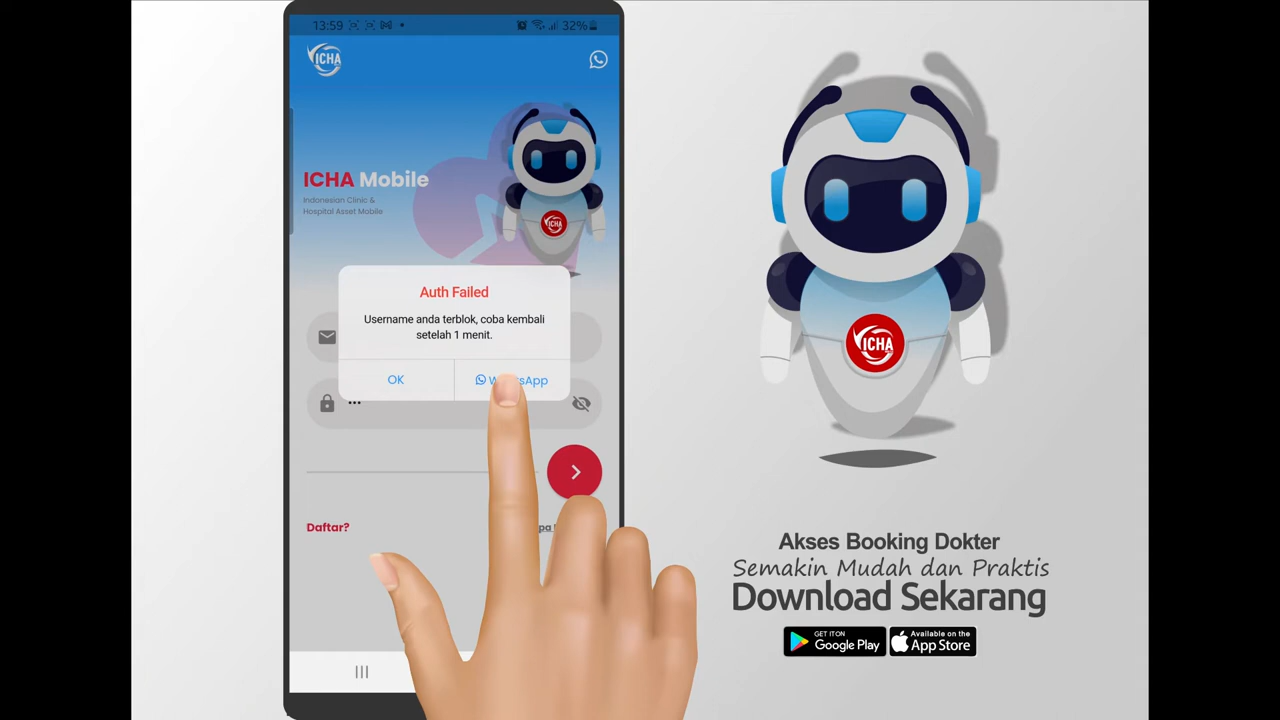 13:59
32%
ICHA
ICHA Mobile
Indonesian Clinic &
Hospital Asset Mobile
ICHA
Auth Failed
Username anda terblok, coba kembali
setelah 1 menit.
OK
•••
Daftar?
ICHA
Akses Booking Dokter
Semakin Mudah dan Praktis
Download Sekarang
GET IT ON
Google Play
Available on the
App Store